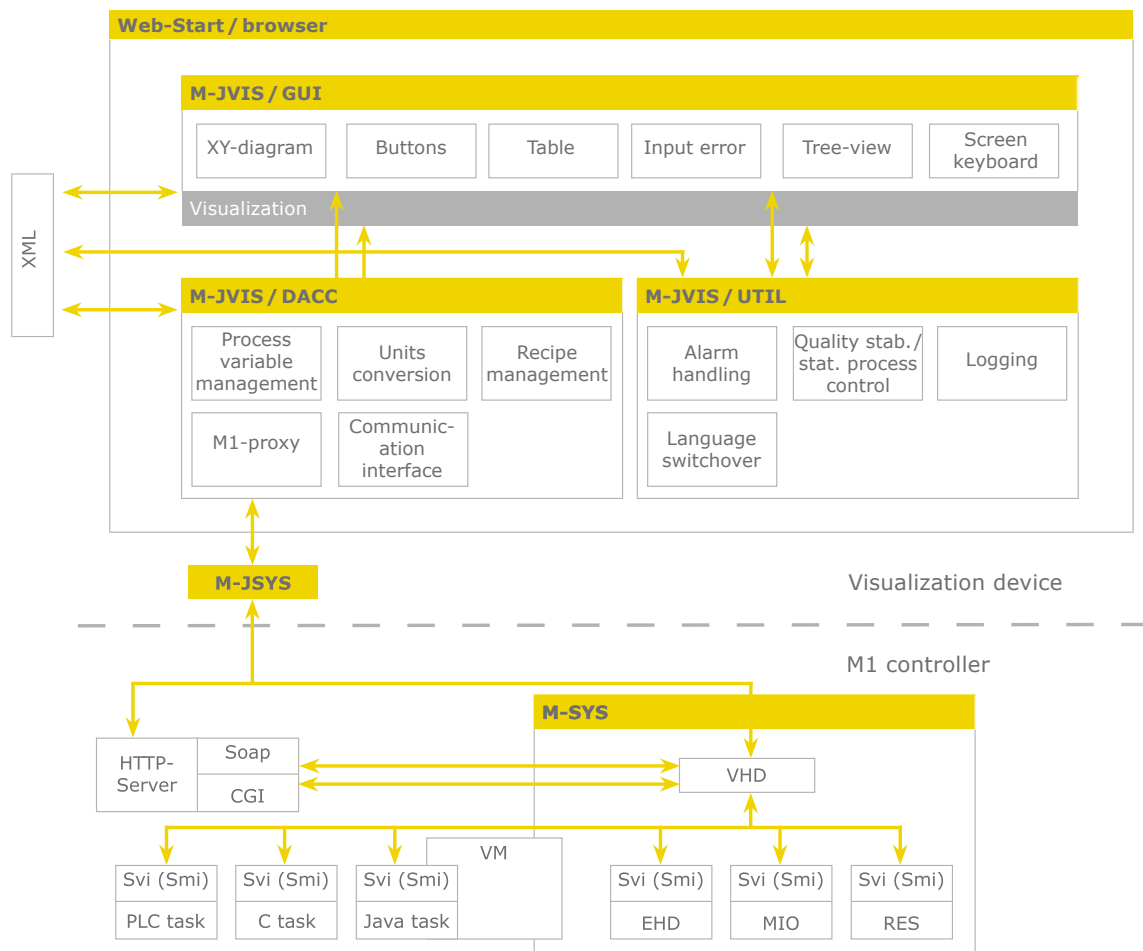 Web-Start / browser
M-JVIS / GUI
XY-diagram
Buttons
Table
Input error
Tree-view
Screen
keyboard
Visualization
XML
M-JVIS / DACC
Process
variable
management
Units
conversion
Recipe
management
M1-proxy
Communic-
ation
interface
M-JVIS / UTIL
Alarm
handling
Quality stab. /
stat. process
control
Logging
Language
switchover
M-JSYS
Visualization device
M1 controller
M-SYS
HTTP-
Server
Soap
CGI
VHD
VM
Svi (Smi)
PLC task
Svi (Smi)
C task
Svi (Smi)
Java task
Svi (Smi)
EHD
Svi (Smi)
MIO
Svi (Smi)
RES